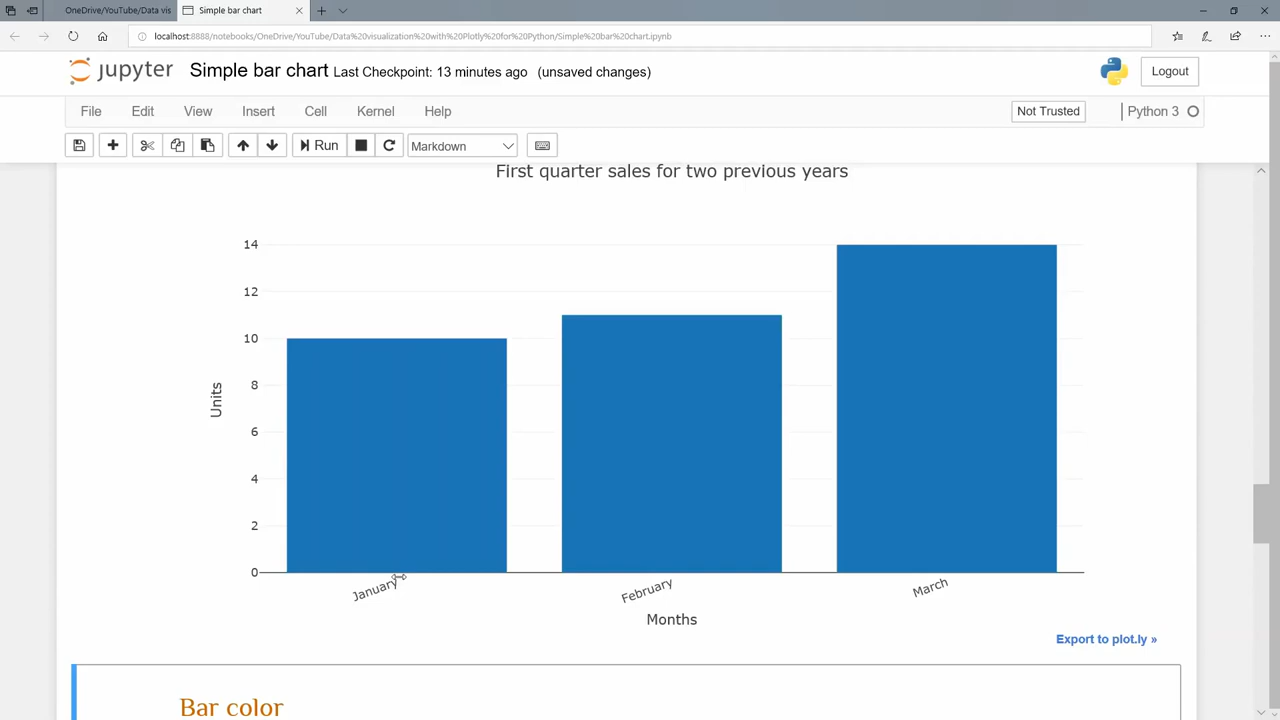 OneDrive/YouTube/Data vis
Simple bar chart
localhost:8888/notebooks/OneDrive/YouTube/Data%20visualization%20with%20Plotly%20for%20Python/Simple%20bar%20chart.ipynb
jupyter Simple bar chart Last Checkpoint: 13 minutes ago (unsaved changes) Logout
File Edit View Insert Cell Kernel Help Not Trusted Python 3
Run Markdown
First quarter sales for two previous years
14
12
10
8
6
4
2
0
Units
January February March
Months
Export to plot.ly »
Bar color